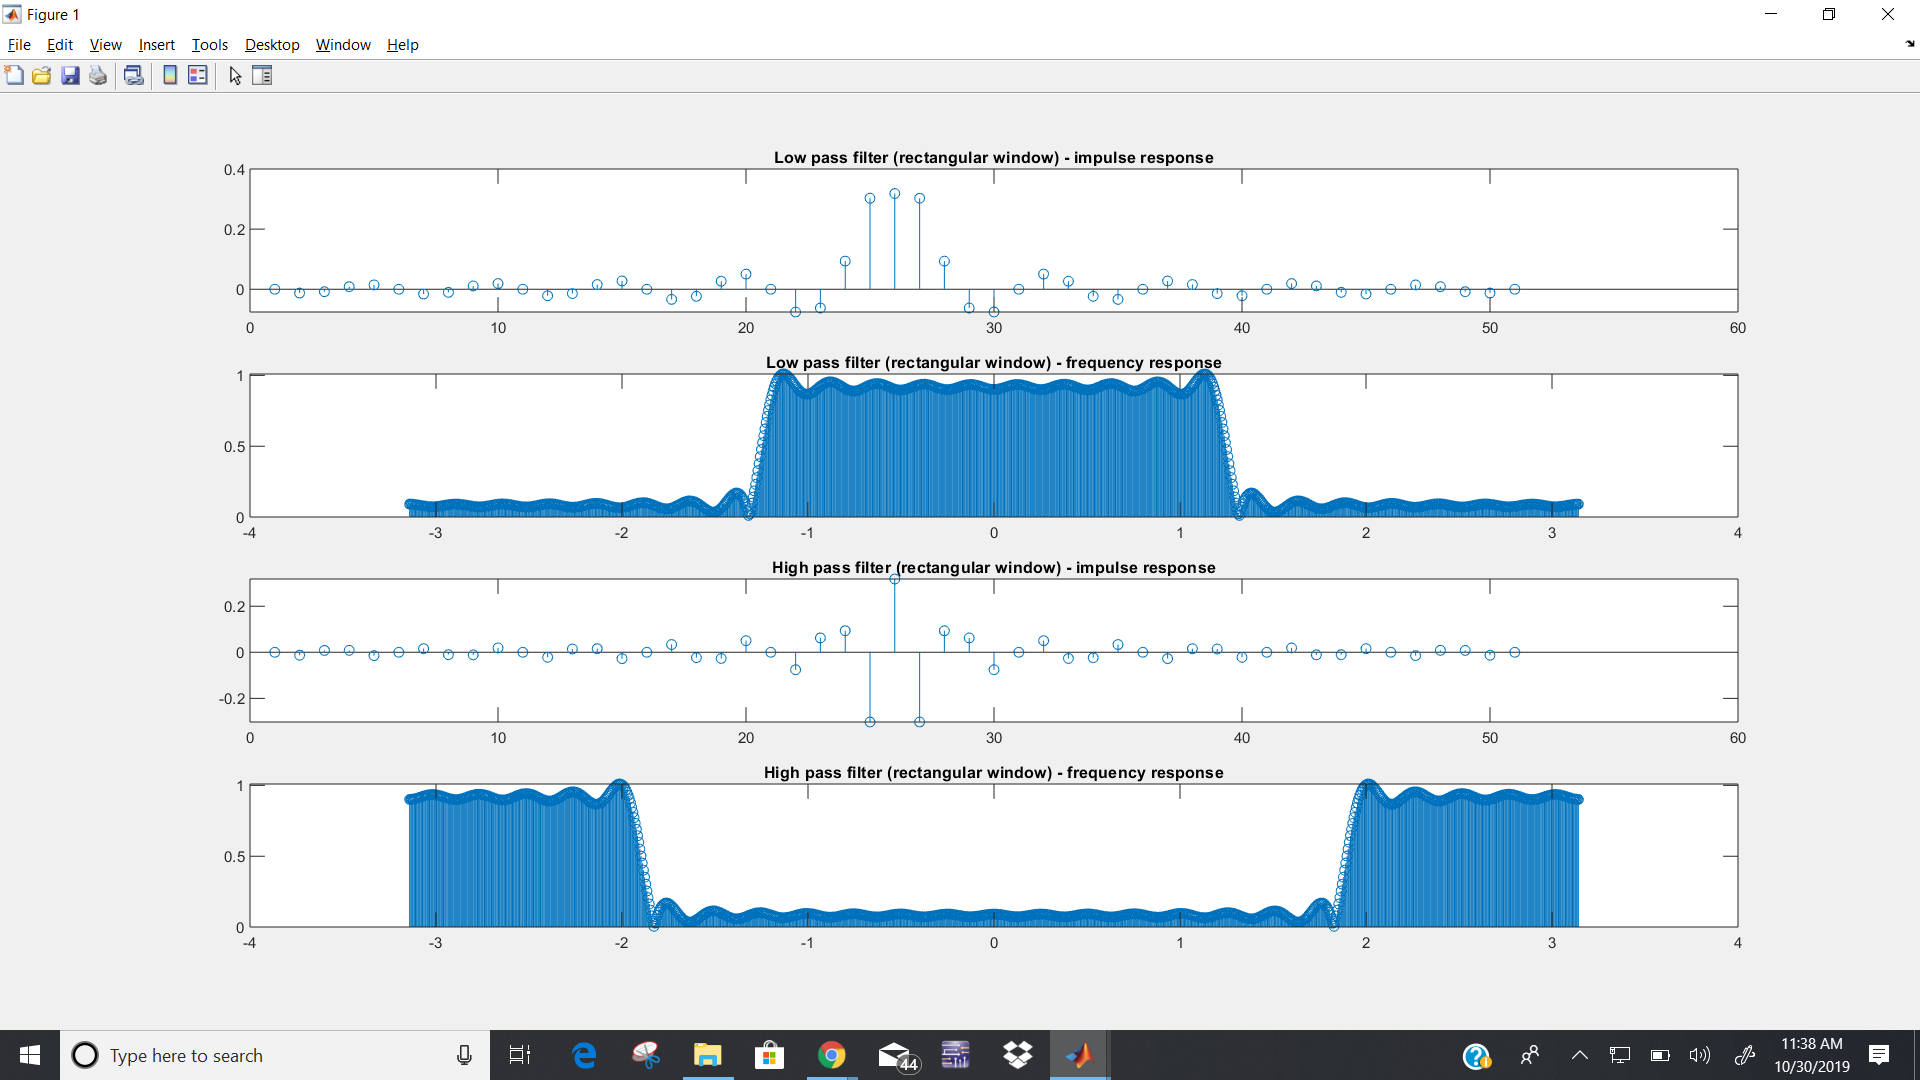 Figure 1
File Edit View Insert Tools Desktop Window Help
Low pass filter (rectangular window) - impulse response
0.4
0.2
0
0 10 20 30 40 50 60
Low pass filter (rectangular window) - frequency response
1
0.5
0
-4 -3 -2 -1 0 1 2 3 4
High pass filter (rectangular window) - impulse response
0.2
0
-0.2
0 10 20 30 40 50 60
High pass filter (rectangular window) - frequency response
1
0.5
0
-4 -3 -2 -1 0 1 2 3 4
Type here to search
44
11:38 AM
10/30/2019